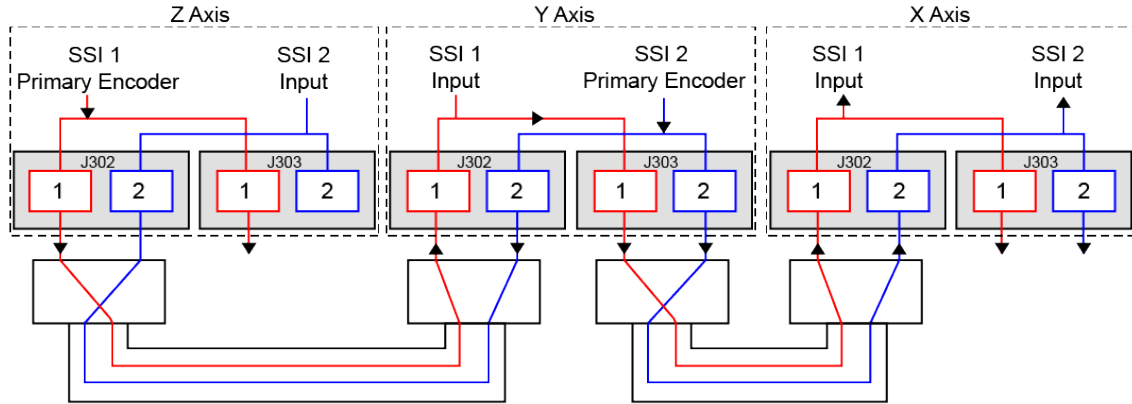 Z Axis
Y Axis
X Axis
SSI 1
Primary Encoder
SSI 2
Input
SSI 1
Input
SSI 2
Primary Encoder
SSI 1
Input
SSI 2
Input
J302
J303
J302
J303
J302
J303
1
2
1
2
1
2
1
2
1
2
1
2